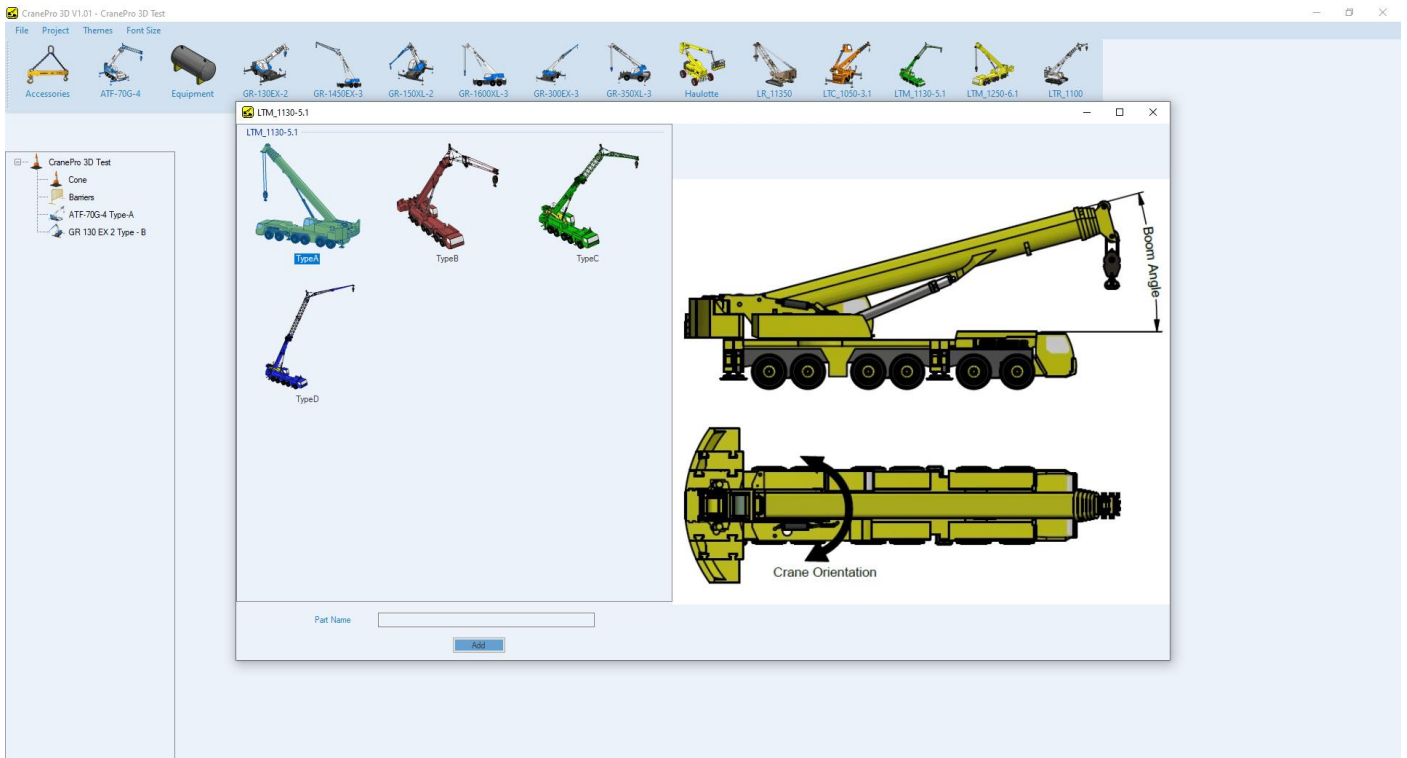 CranePro 3D V1.01 - CranePro 3D Test
File Project Themes Font Size
Accessories ATF-70G-4 Equipment GR-130EX-2 GR-1450EX-3 GR-150XL-2 GR-1600XL-3 GR-300EX-3 GR-350XL-3 Haulotte LR_11350 LTC_1050-3.1 LTM_1130-5.1 LTM_1250-6.1 LTR_1100
CranePro 3D Test
Cone
Barriers
ATF-70G-4 Type-A
GR 130 EX 2 Type - B
LTM_1130-5.1
LTM_1130-5.1
TypeA TypeB TypeC
TypeD
Boom Angle
Crane Orientation
Part Name
Add